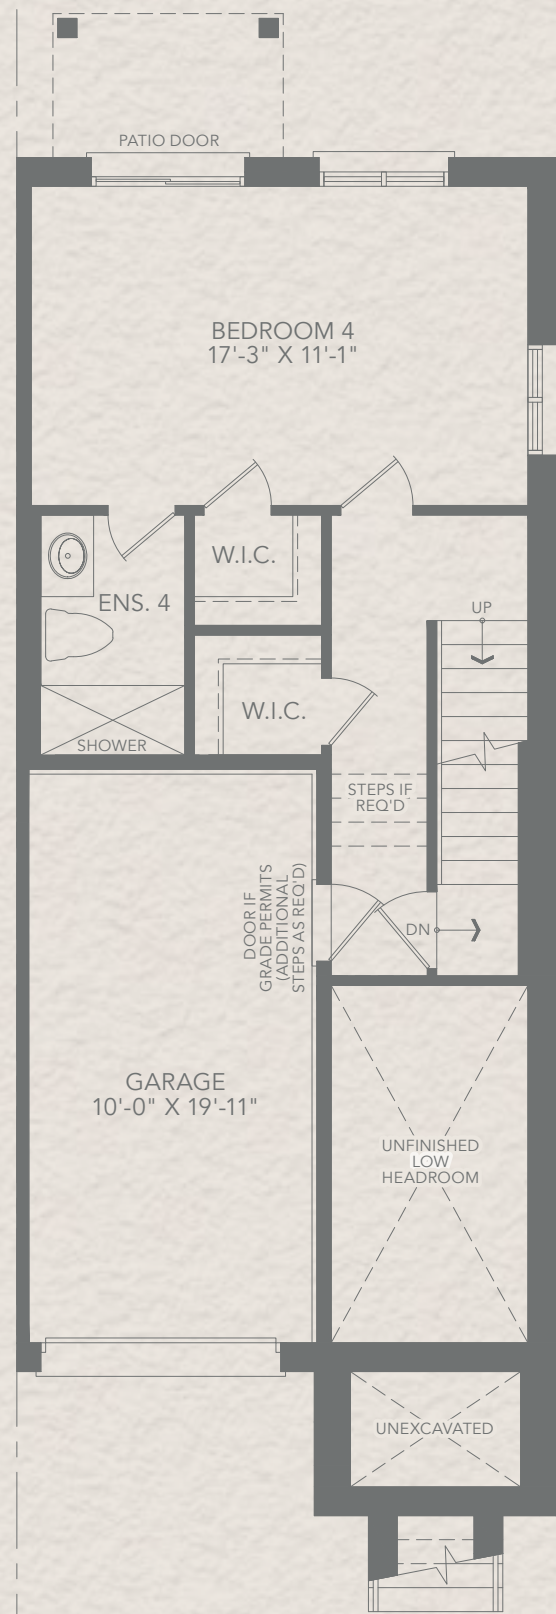 PATIO DOOR
BEDROOM 4
17'-3" X 11'-1"
W.I.C.
ENS. 4
UP
W.I.C.
SHOWER
STEPS IF
REQ'D
DOOR IF
GRADE PERMITS
(ADDITIONAL
STEPS AS REQ'D)
DN
GARAGE
10'-0" X 19'-11"
UNFINISHED
LOW
HEADROOM
UNEXCAVATED